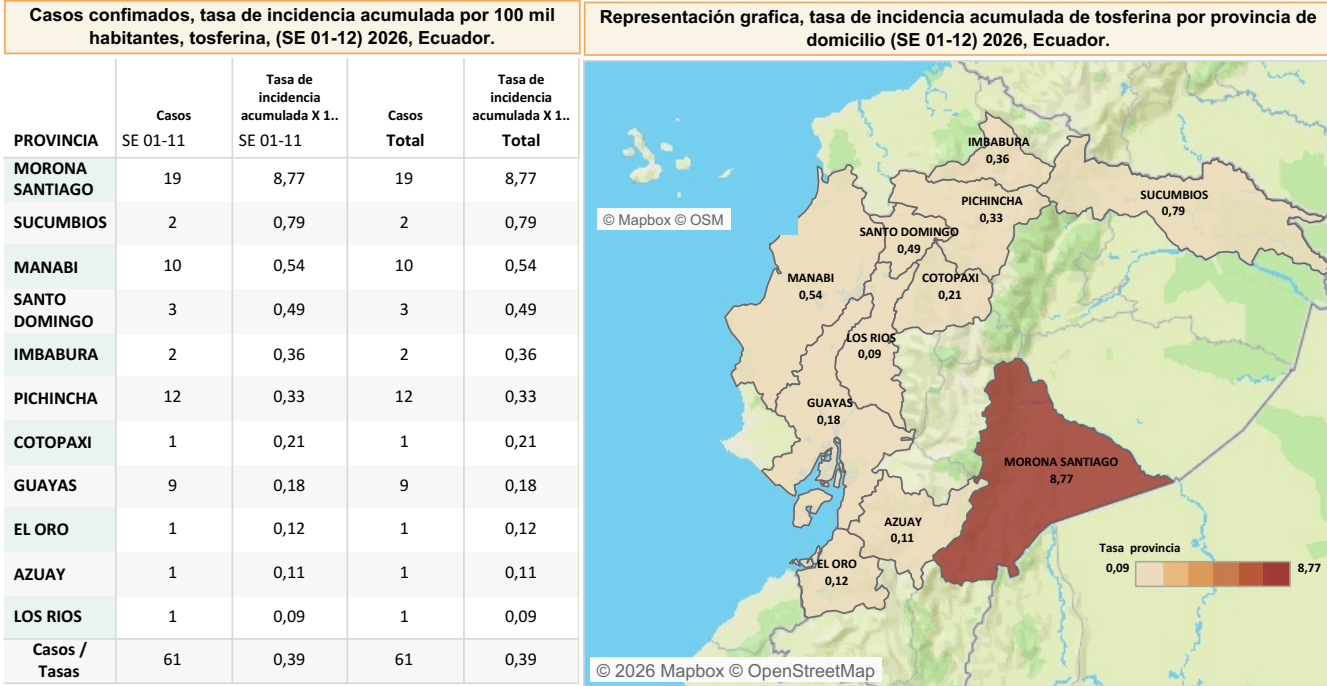 Casos confimados, tasa de incidencia acumulada por 100 mil
habitantes, tosferina, (SE 01-12) 2026, Ecuador.
PROVINCIA Casos SE 01-11 Tasa de incidencia acumulada X 1.. SE 01-11 Casos Total Tasa de incidencia acumulada X 1.. Total
MORONA SANTIAGO 19 8,77 19 8,77
SUCUMBIOS 2 0,79 2 0,79
MANABI 10 0,54 10 0,54
SANTO DOMINGO 3 0,49 3 0,49
IMBABURA 2 0,36 2 0,36
PICHINCHA 12 0,33 12 0,33
COTOPAXI 1 0,21 1 0,21
GUAYAS 9 0,18 9 0,18
EL ORO 1 0,12 1 0,12
AZUAY 1 0,11 1 0,11
LOS RIOS 1 0,09 1 0,09
Casos / Tasas 61 0,39 61 0,39
Representación grafica, tasa de incidencia acumulada de tosferina por provincia de
domicilio (SE 01-12) 2026, Ecuador.
IMBABURA
0,36
SUCUMBIOS
0,79
PICHINCHA
0,33
© Mapbox © OSM
SANTO DOMINGO
0,49
MANABI
0,54
COTOPAXI
0,21
LOS RIOS
0,09
GUAYAS
0,18
MORONA SANTIAGO
8,77
AZUAY
0,11
EL ORO
0,12
Tasa provincia
0,09 8,77
© 2026 Mapbox © OpenStreetMap